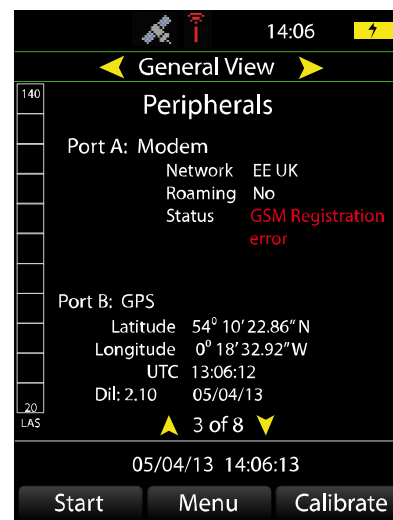 14:06
General View
140
Peripherals
Port A: Modem
Network EE UK
Roaming No
Status GSM Registration
error
Port B: GPS
Latitude 54⁰ 10' 22.86" N
Longitude 0⁰ 18' 32.92" W
UTC 13:06:12
Dil: 2.10 05/04/13
20
LAS
3 of 8
05/04/13 14:06:13
Start Menu Calibrate